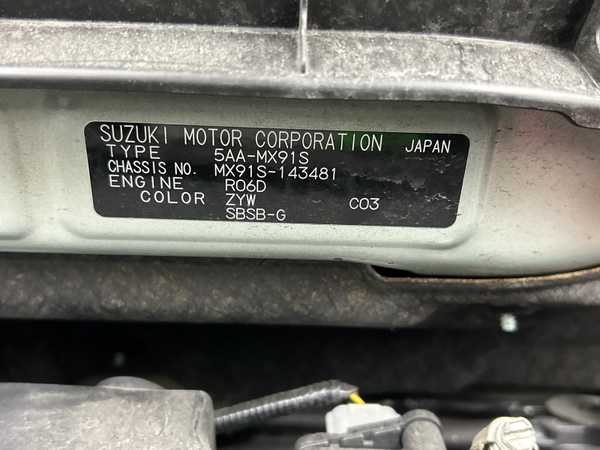 SUZUKI MOTOR CORPORATION JAPAN
TYPE 5AA-MX91S
CHASSIS NO. MX91S-143481
ENGINE R06D
COLOR ZYW C03
SBSB-G